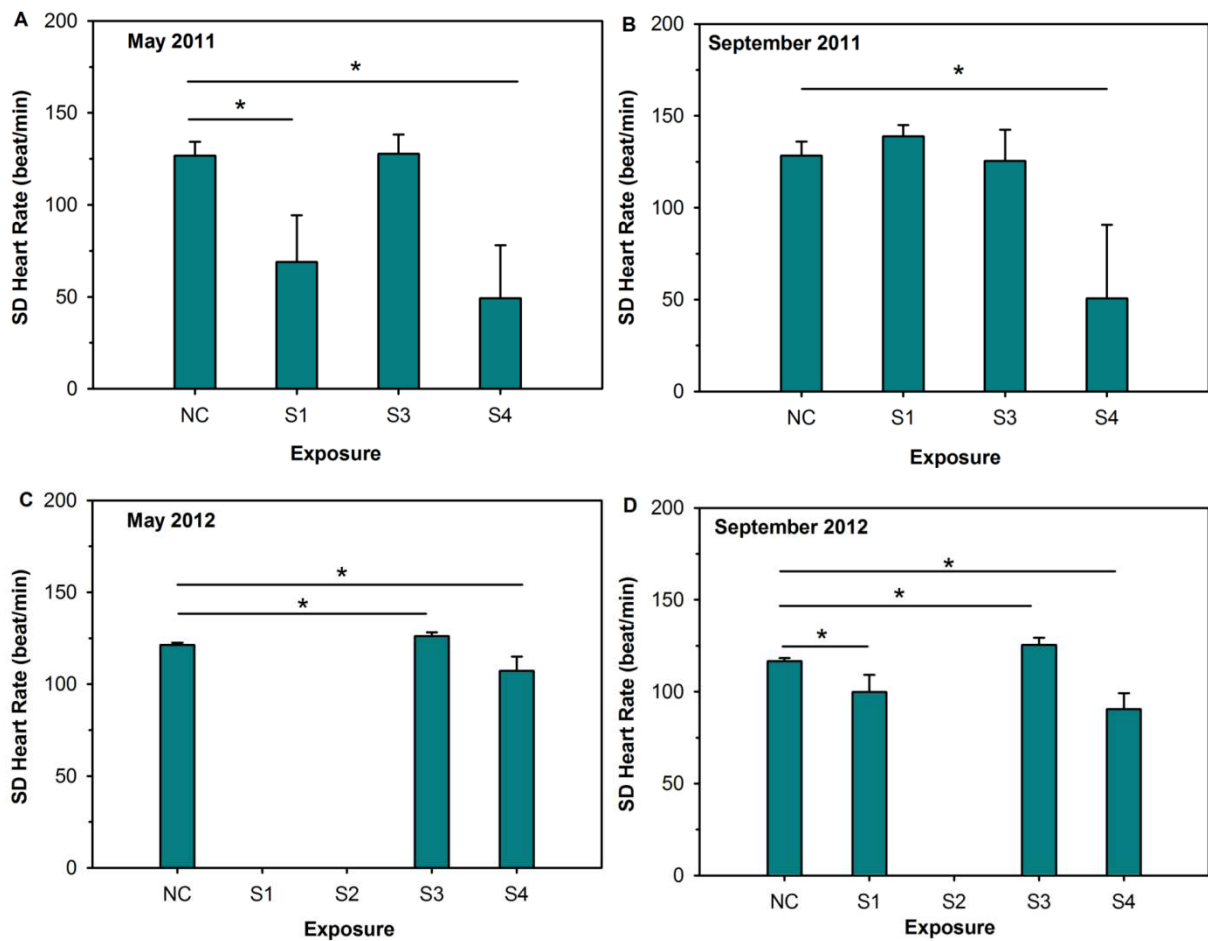 A
May 2011
SD Heart Rate (beat/min)
200
150
100
50
0
*
*
NC S1 S3 S4
Exposure
B
September 2011
SD Heart Rate (beat/min)
200
150
100
50
0
*
NC S1 S3 S4
Exposure
C
May 2012
SD Heart Rate (beat/min)
200
150
100
50
0
*
*
NC S1 S2 S3 S4
Exposure
D
September 2012
SD Heart Rate (beat/min)
200
150
100
50
0
*
*
*
NC S1 S2 S3 S4
Exposure